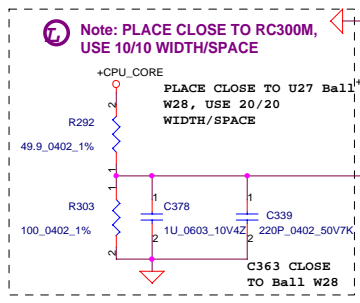 Note: PLACE CLOSE TO RC300M,
USE 10/10 WIDTH/SPACE
+CPU_CORE
PLACE CLOSE TO U27 Ball
W28, USE 20/20
WIDTH/SPACE
2
R292
49.9_0402_1%
1
1
R303
100_0402_1%
2
1
C378
1U_0603_10V4Z
2
1
C339
220P_0402_50V7K
2
C363 CLOSE
TO Ball W28